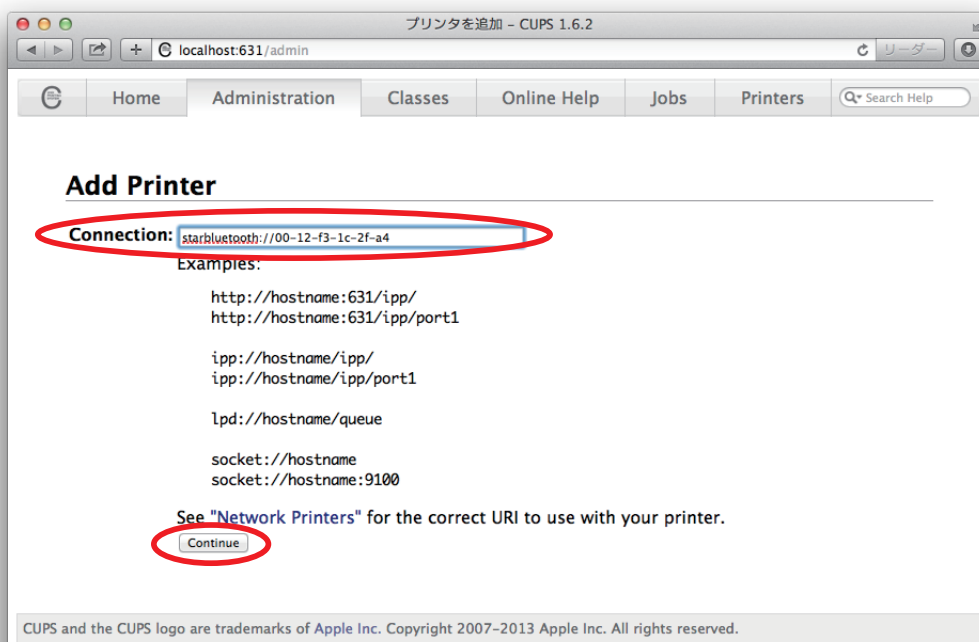 プリンタを追加 – CUPS 1.6.2
localhost:631/admin
リーダー
Home Administration Classes Online Help Jobs Printers Search Help
Add Printer
Connection: starbluetooth://00-12-f3-1c-2f-a4
Examples:
http://hostname:631/ipp/
http://hostname:631/ipp/port1
ipp://hostname/ipp/
ipp://hostname/ipp/port1
lpd://hostname/queue
socket://hostname
socket://hostname:9100
See "Network Printers" for the correct URI to use with your printer.
Continue
CUPS and the CUPS logo are trademarks of Apple Inc. Copyright 2007–2013 Apple Inc. All rights reserved.